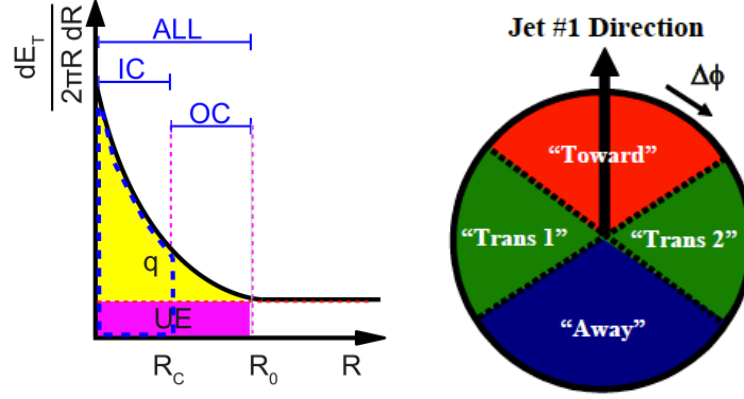 dE_T
2πR dR
ALL
IC
OC
q
UE
R_C
R_0
R
Jet #1 Direction
Δϕ
“Toward”
“Trans 1”
“Trans 2”
“Away”